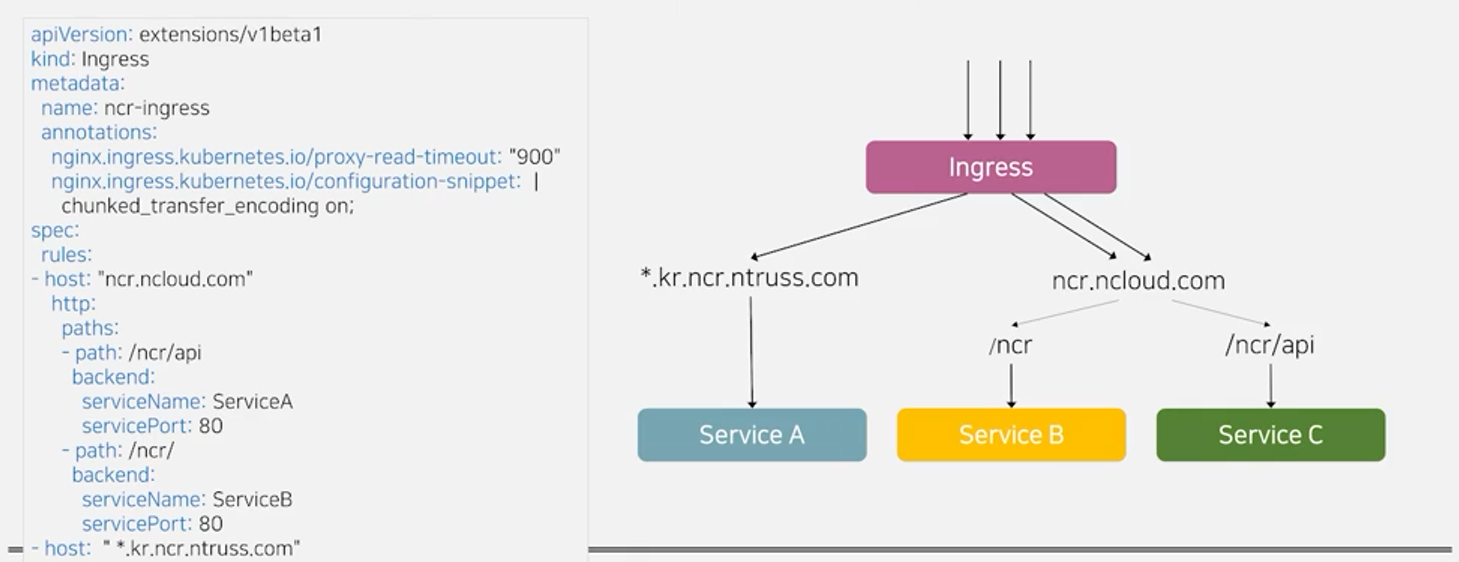 apiVersion: extensions/v1beta1
kind: Ingress
metadata:
name: ncr-ingress
annotations:
nginx.ingress.kubernetes.io/proxy-read-timeout: "900"
nginx.ingress.kubernetes.io/configuration-snippet: |
chunked_transfer_encoding on;
spec:
rules:
- host: "ncr.ncloud.com"
http:
paths:
- path: /ncr/api
backend:
serviceName: ServiceA
servicePort: 80
- path: /ncr/
backend:
serviceName: ServiceB
servicePort: 80
- host: " *.kr.ncr.ntruss.com"
Ingress
*.kr.ncr.ntruss.com
ncr.ncloud.com
/ncr
/ncr/api
Service A
Service B
Service C